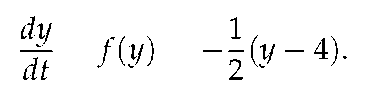 dy/dt f(y) −1/2(y − 4).